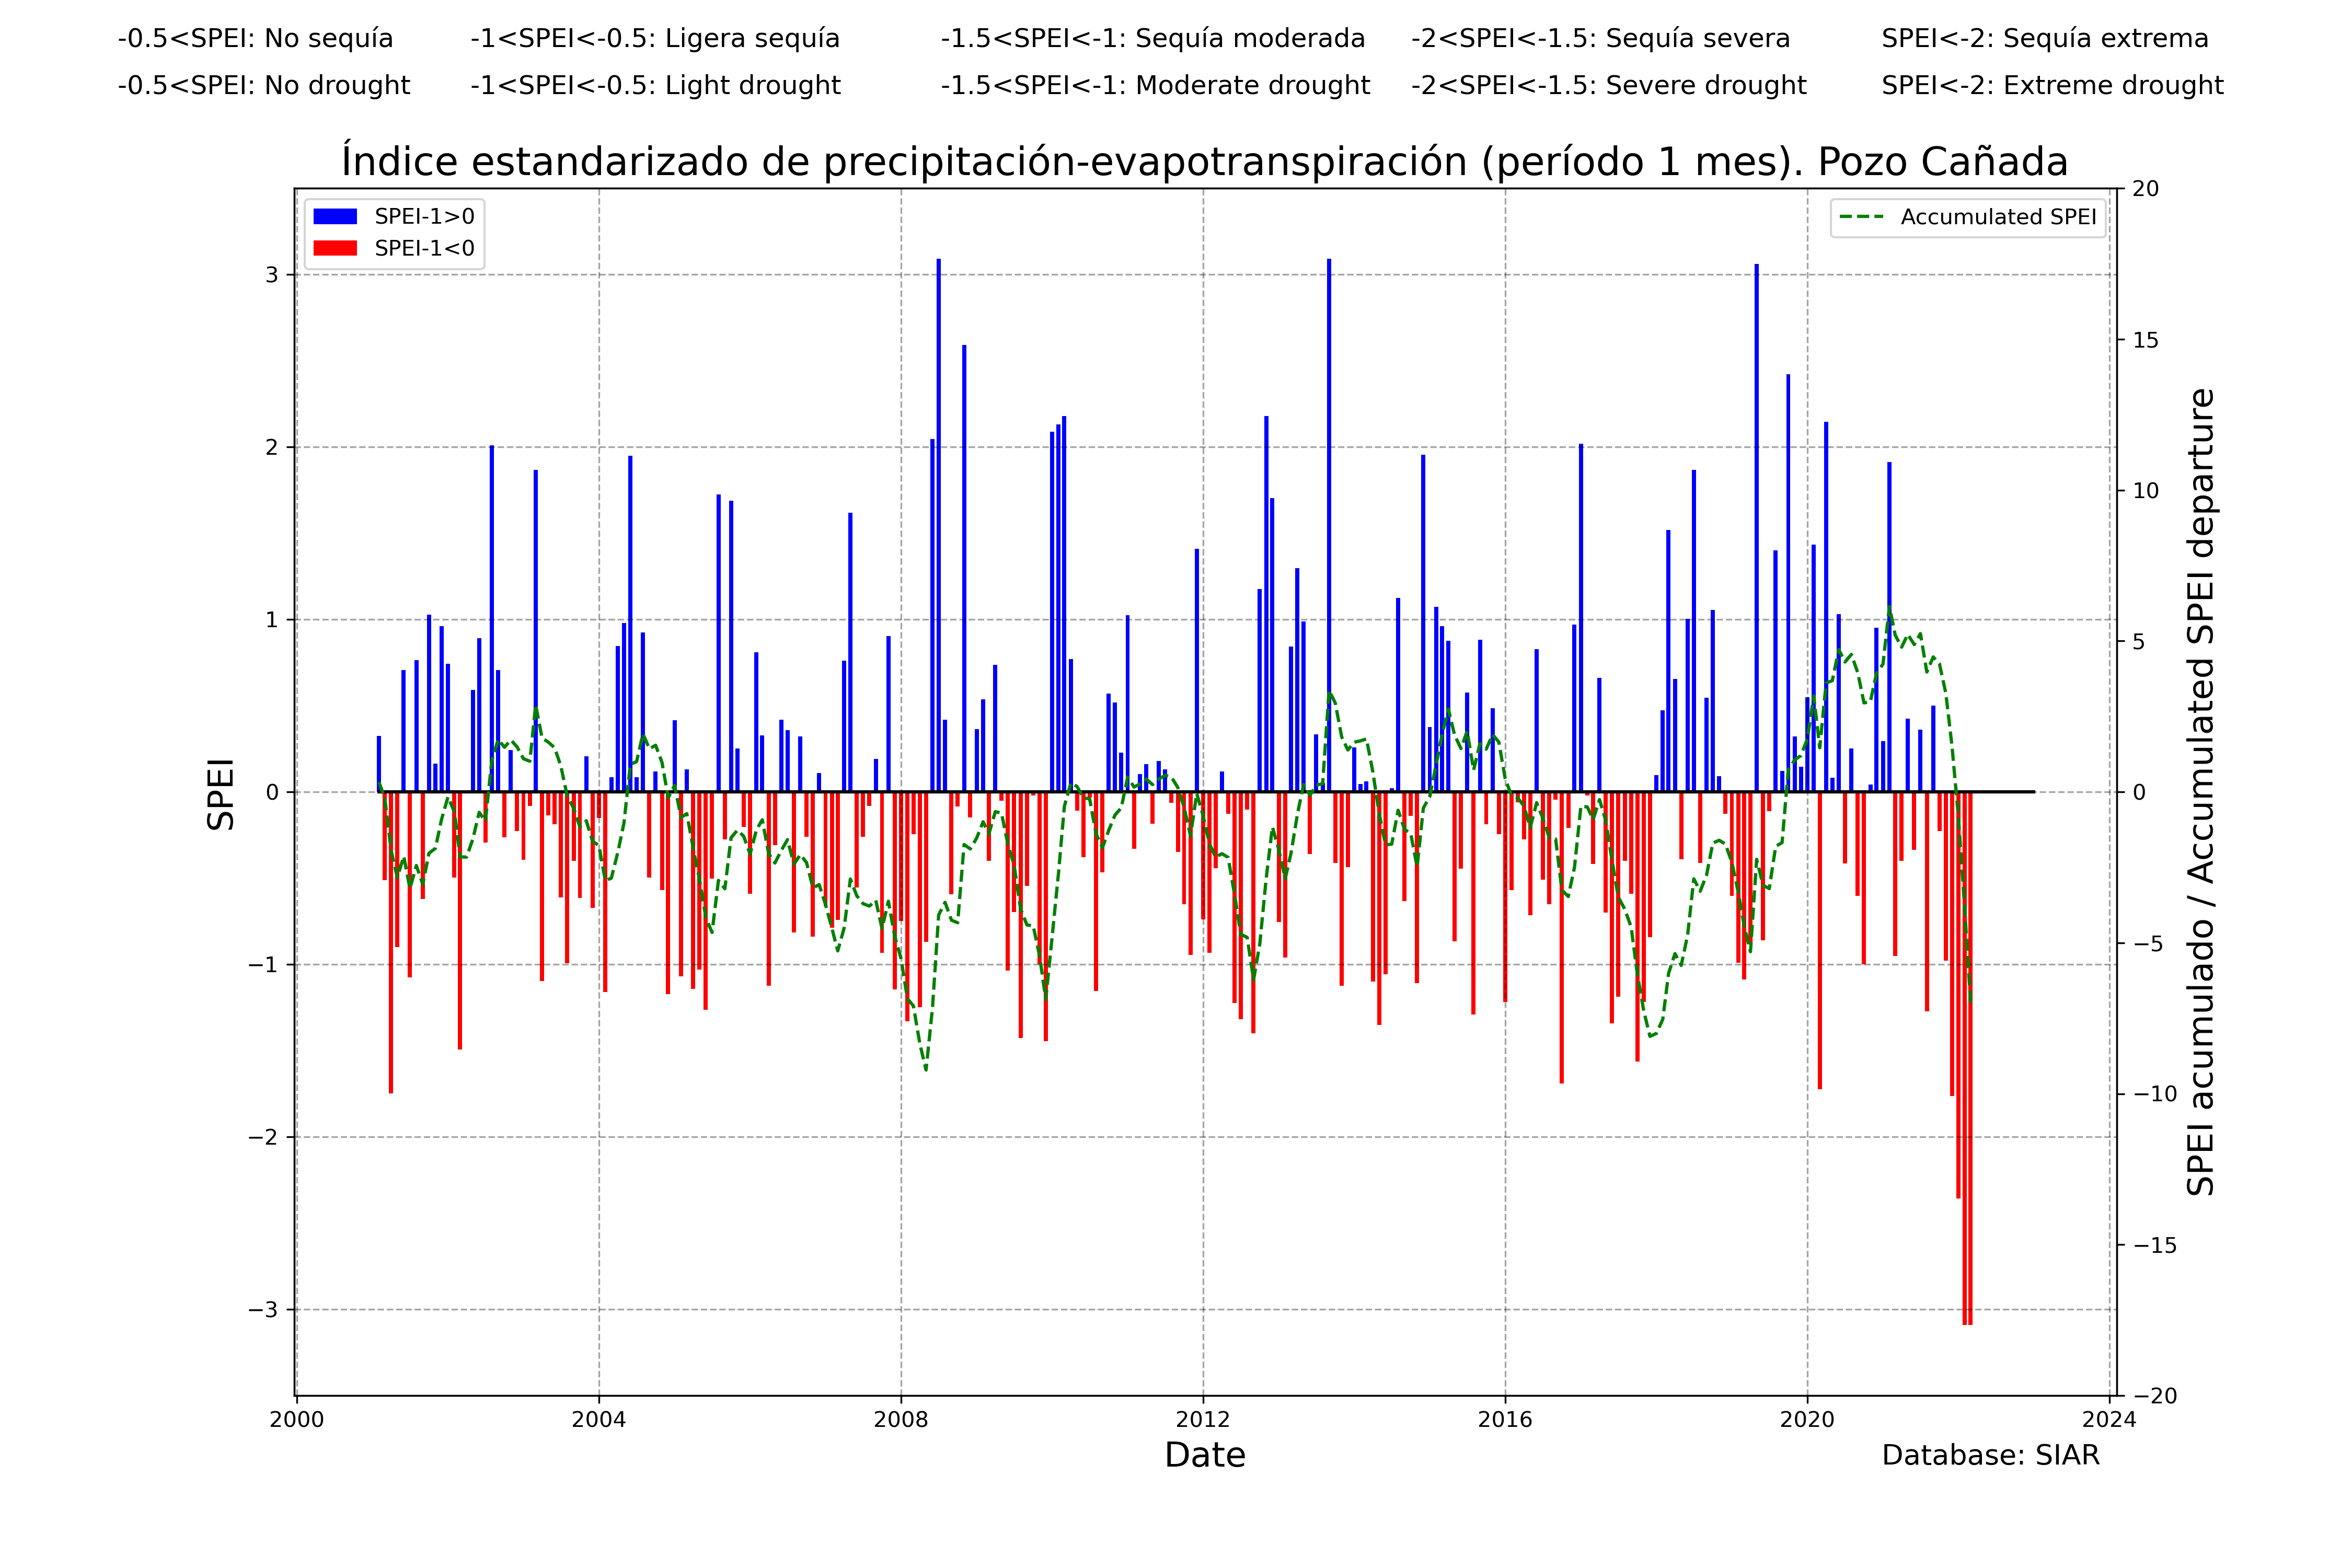 -0.5<SPEI: No sequía -1<SPEI<-0.5: Ligera sequía -1.5<SPEI<-1: Sequía moderada -2<SPEI<-1.5: Sequía severa SPEI<-2: Sequía extrema
-0.5<SPEI: No drought -1<SPEI<-0.5: Light drought -1.5<SPEI<-1: Moderate drought -2<SPEI<-1.5: Severe drought SPEI<-2: Extreme drought
Índice estandarizado de precipitación-evapotranspiración (período 1 mes). Pozo Cañada
SPEI-1>0
SPEI-1<0
Accumulated SPEI
SPEI
3
2
1
0
−1
−2
−3
20
15
10
5
0
−5
−10
−15
−20
SPEI acumulado / Accumulated SPEI departure
2000 2004 2008 2012 2016 2020 2024
Date
Database: SIAR